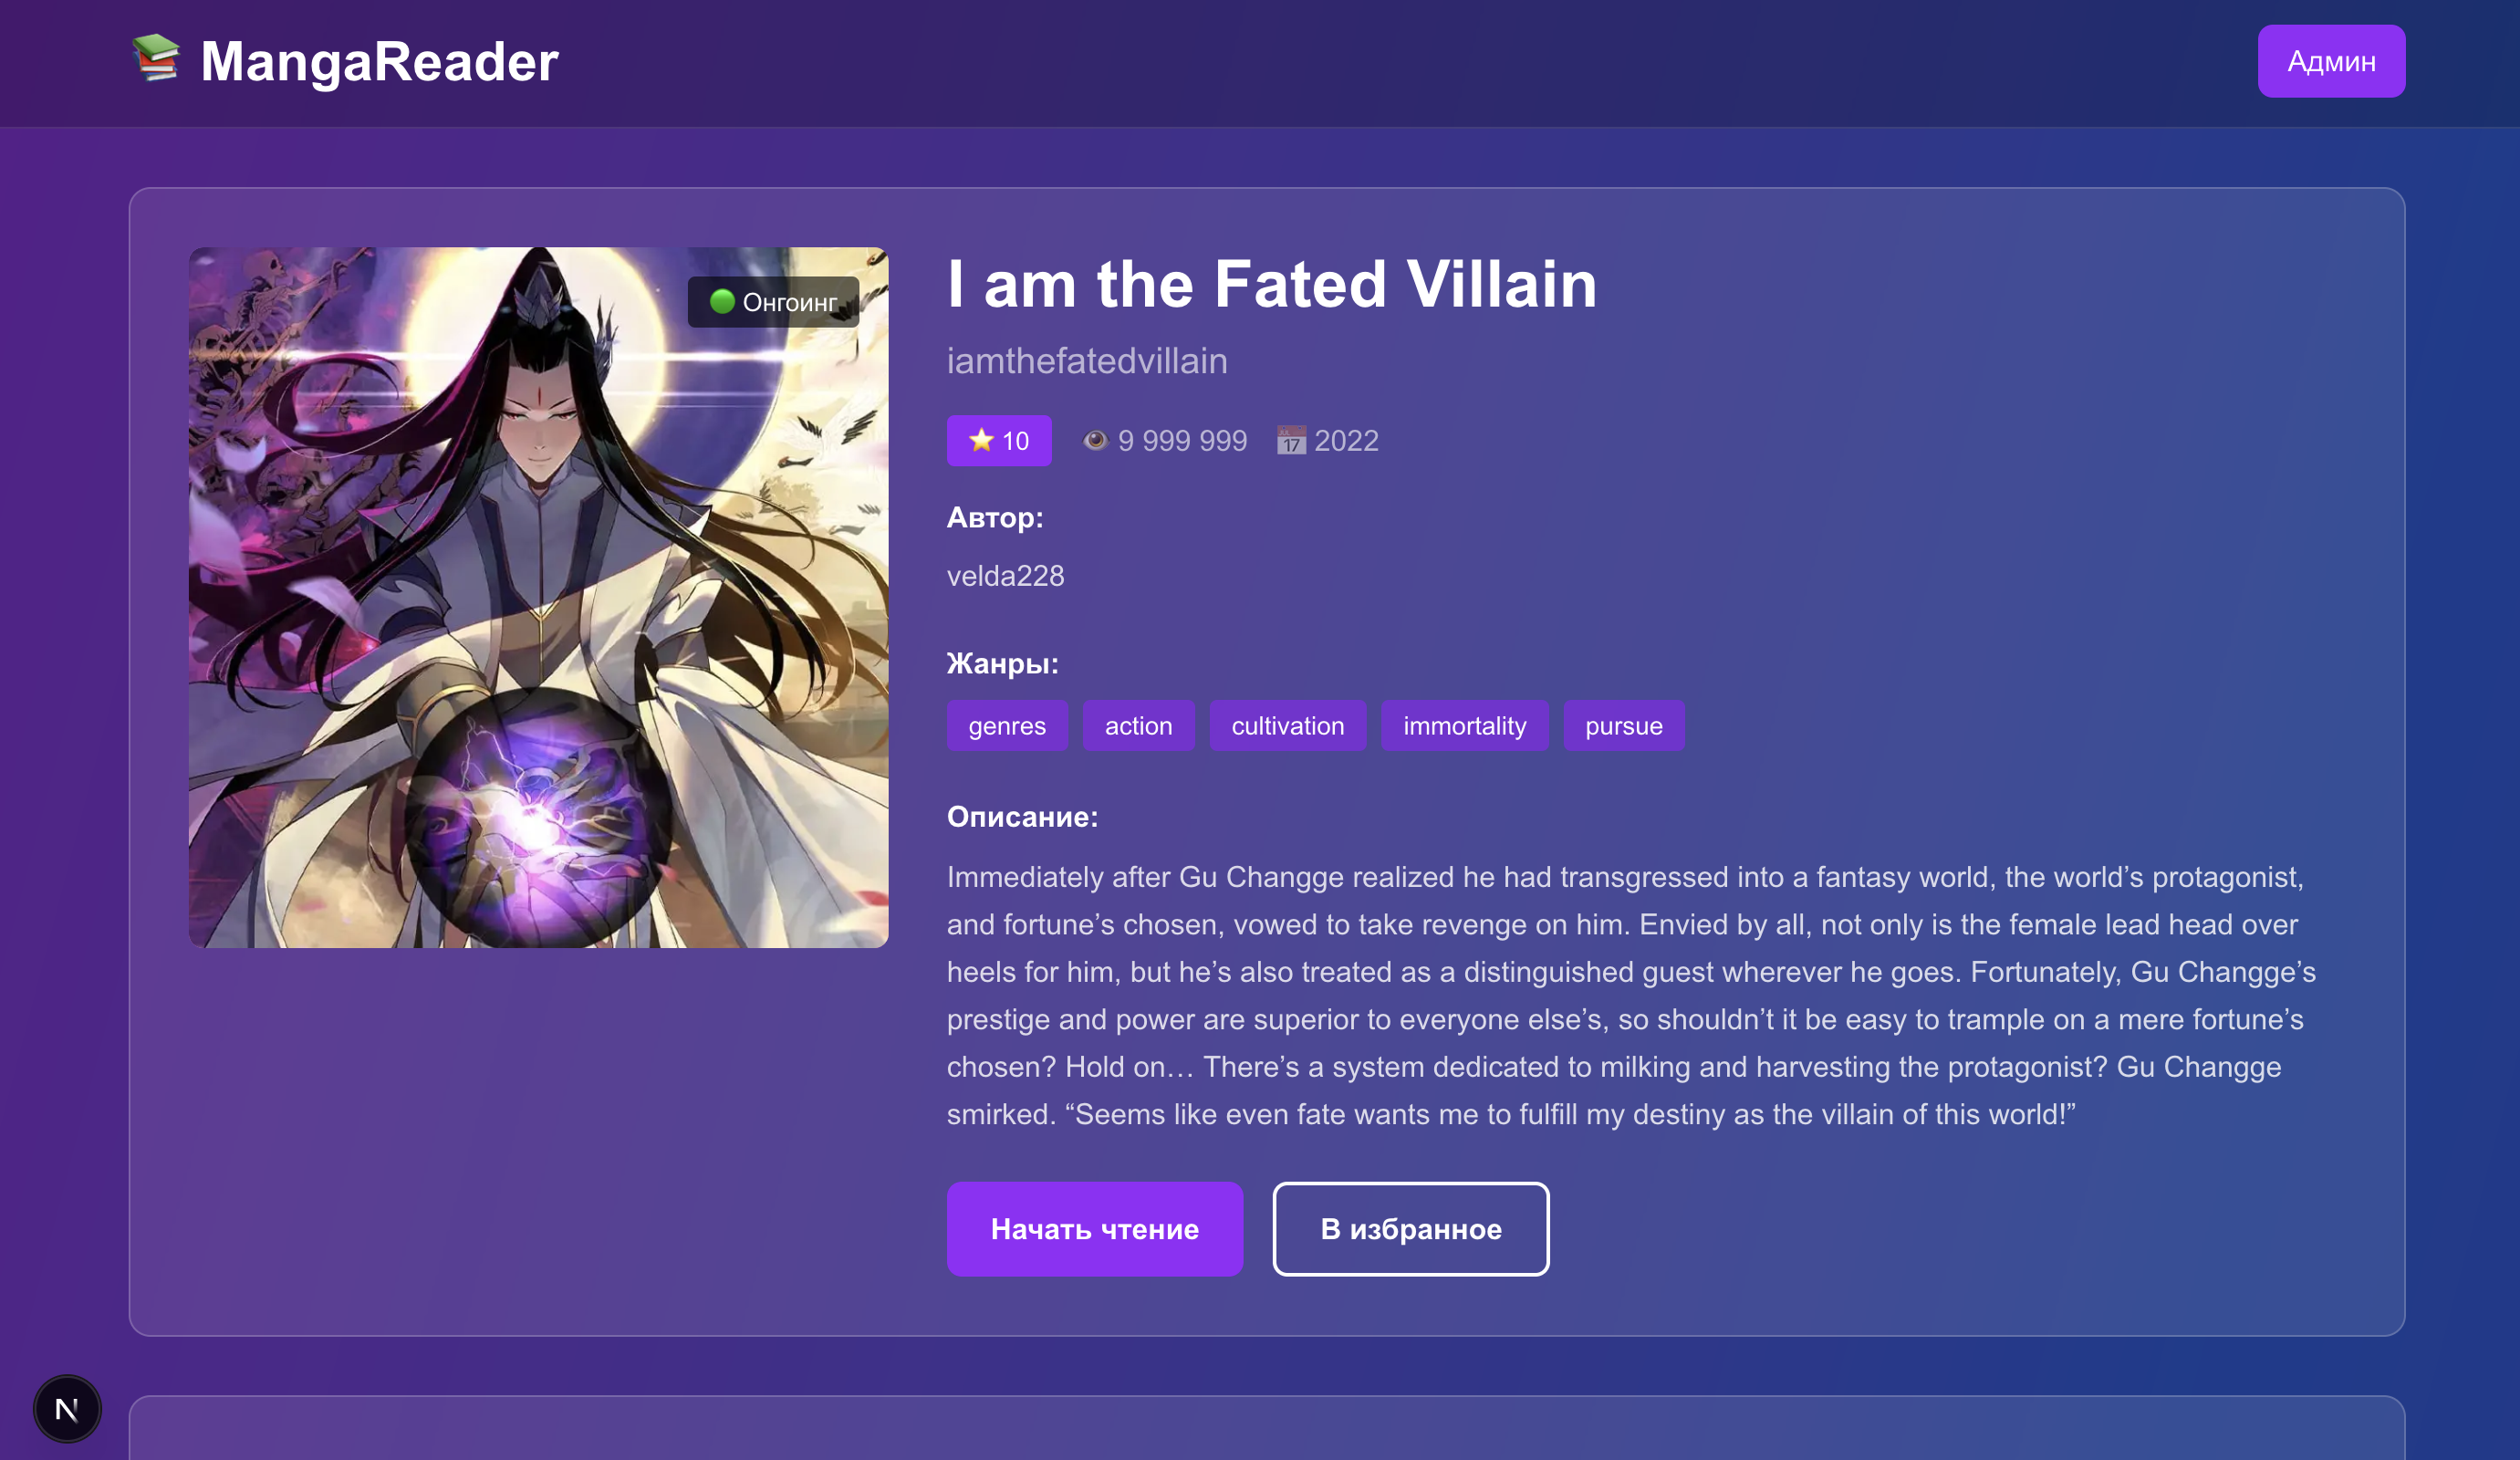 📚 MangaReader
Админ
🟢 Онгоинг
I am the Fated Villain
iamthefatedvillain
⭐ 10 👁 9 999 999 📅 2022
Автор:
velda228
Жанры:
genres action cultivation immortality pursue
Описание:
Immediately after Gu Changge realized he had transgressed into a fantasy world, the world’s protagonist,
and fortune’s chosen, vowed to take revenge on him. Envied by all, not only is the female lead head over
heels for him, but he’s also treated as a distinguished guest wherever he goes. Fortunately, Gu Changge’s
prestige and power are superior to everyone else’s, so shouldn’t it be easy to trample on a mere fortune’s
chosen? Hold on… There’s a system dedicated to milking and harvesting the protagonist? Gu Changge
smirked. “Seems like even fate wants me to fulfill my destiny as the villain of this world!”
Начать чтение
В избранное
N